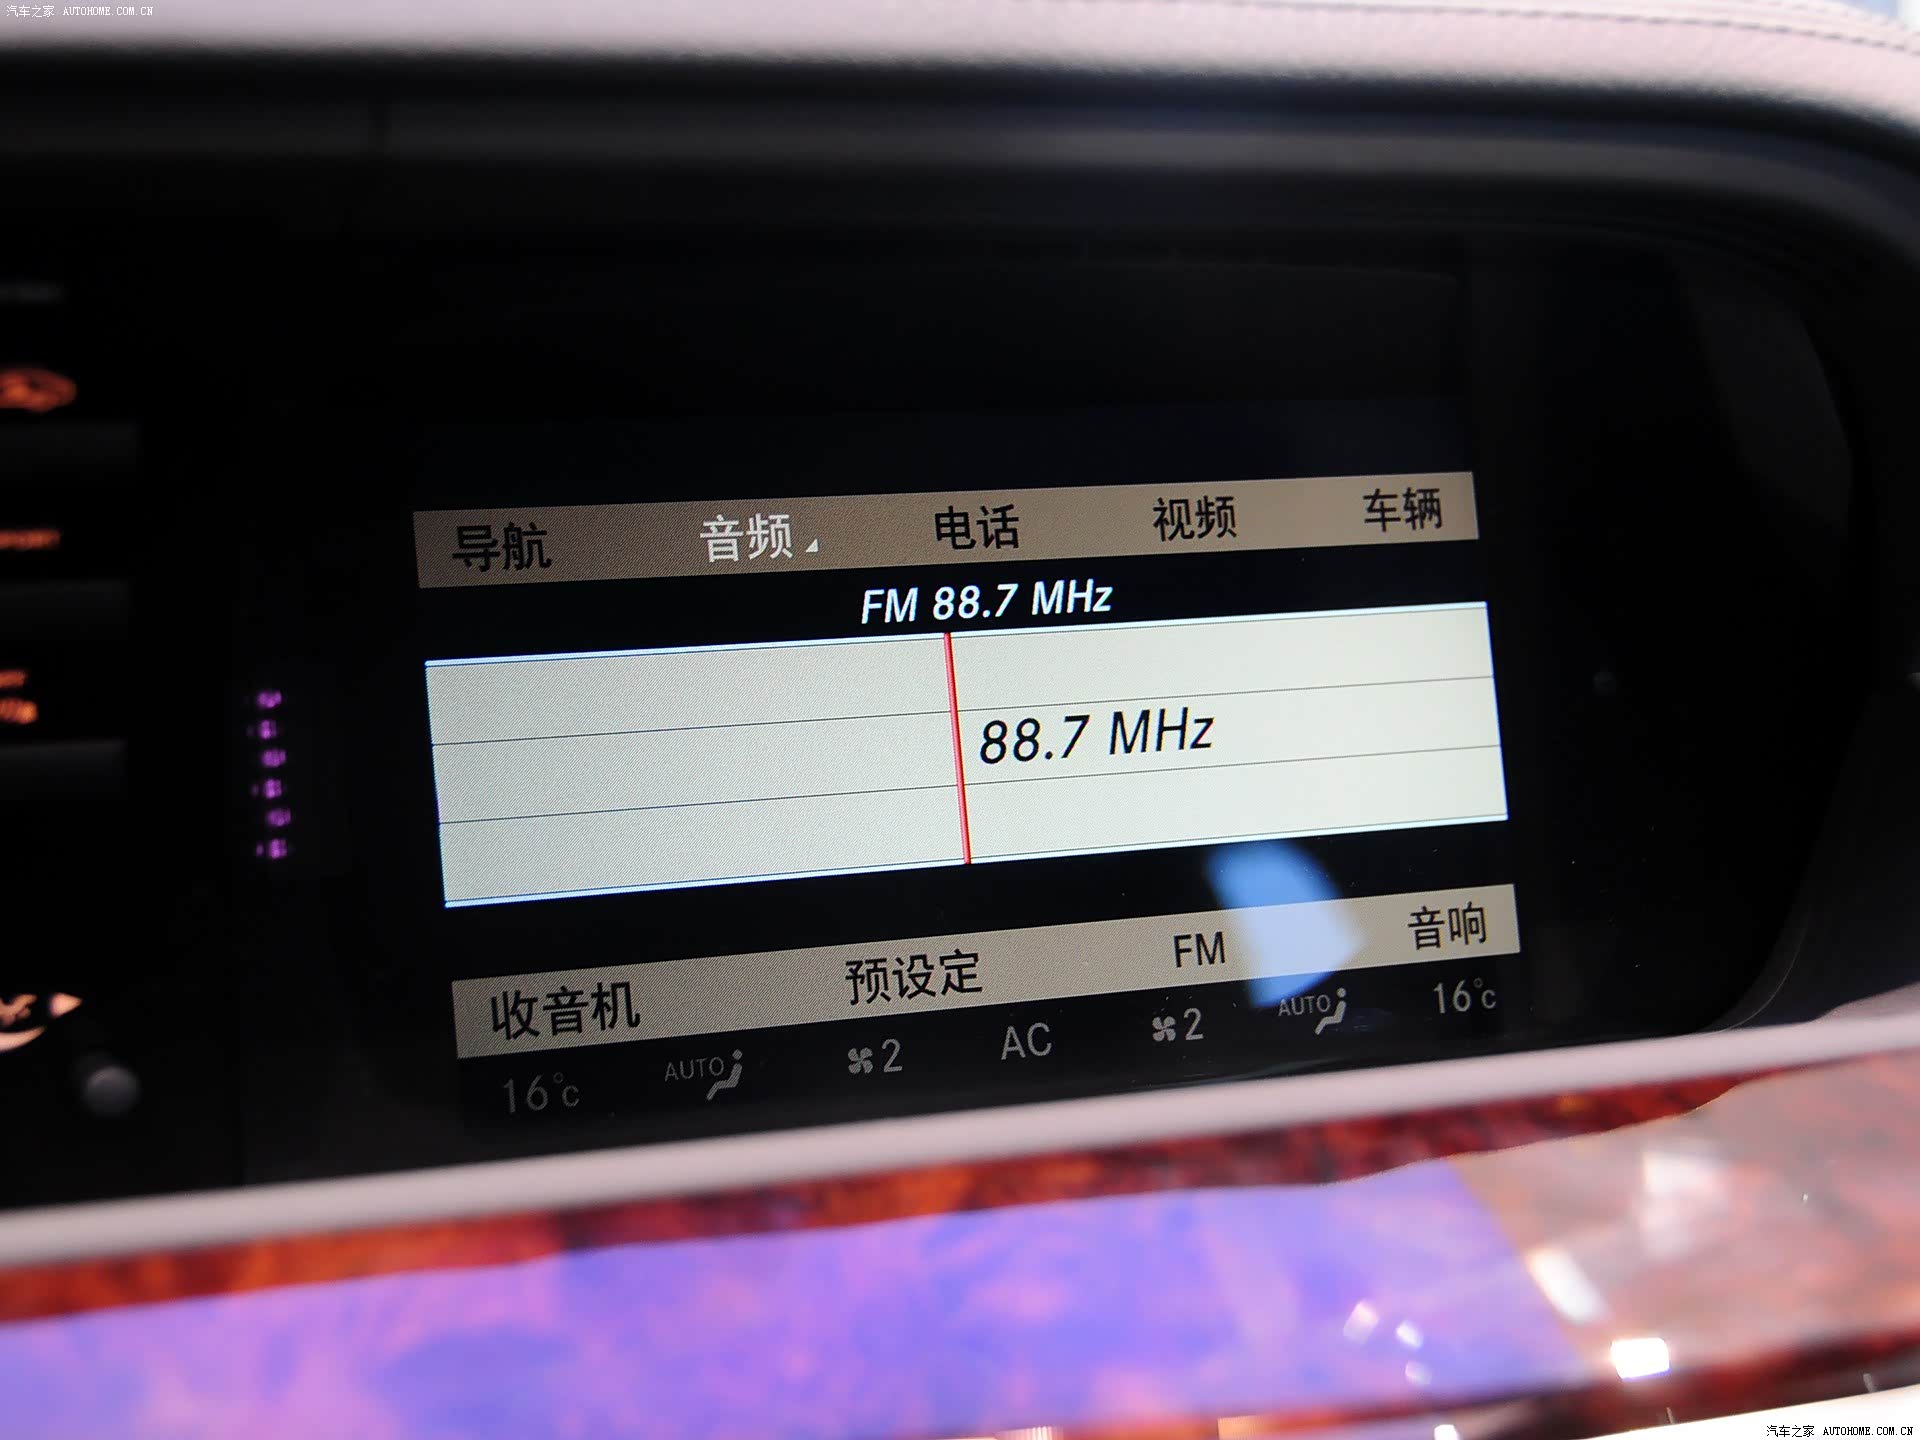 汽车之家 AUTOHOME.COM.CN
导航 音频 电话 视频 车辆
FM 88.7 MHz
88.7 MHz
收音机 预设定 FM 音响
16°C AUTO 2 AC 2 AUTO 16°C
汽车之家 AUTOHOME.COM.CN